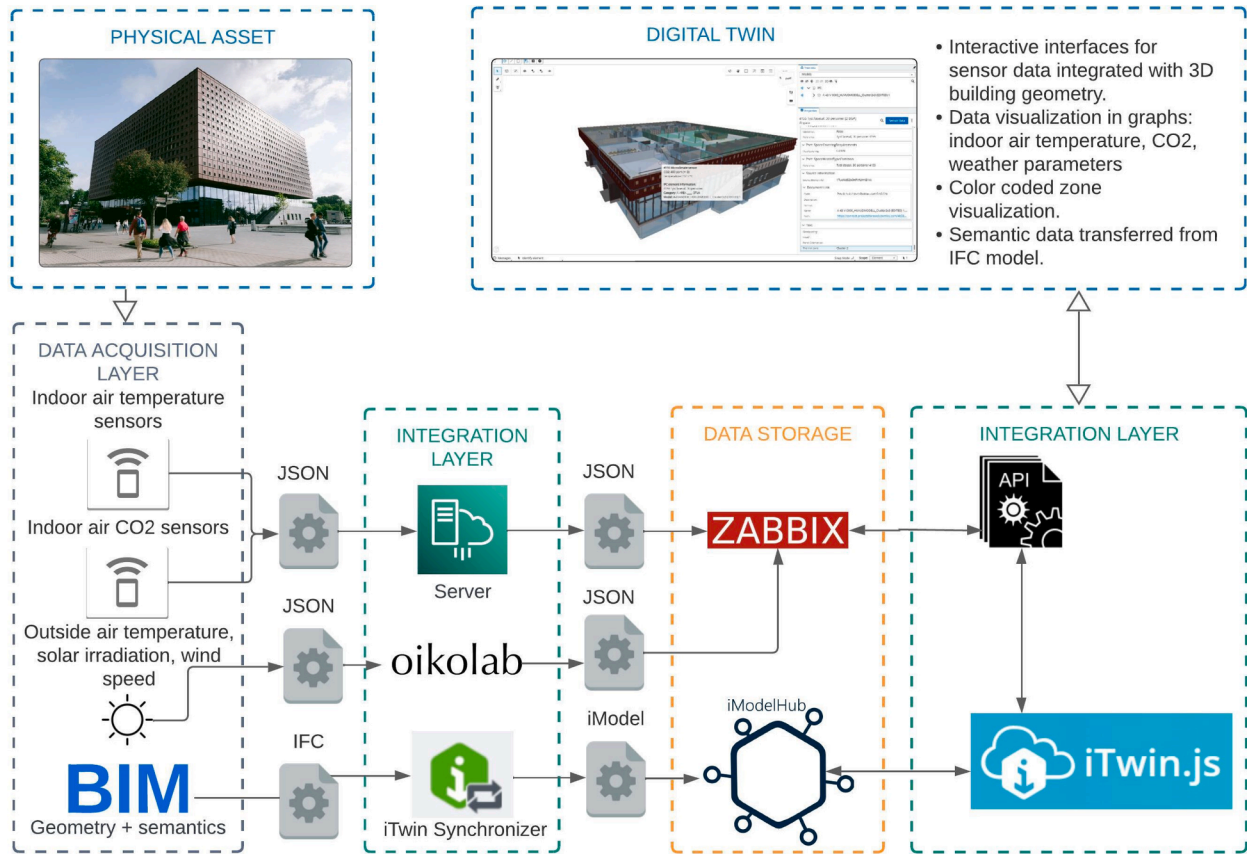 PHYSICAL ASSET
DIGITAL TWIN
• Interactive interfaces for
sensor data integrated with 3D
building geometry.
• Data visualization in graphs:
indoor air temperature, CO2,
weather parameters
• Color coded zone
visualization.
• Semantic data transferred from
IFC model.
DATA ACQUISITION
LAYER
Indoor air temperature
sensors
Indoor air CO2 sensors
Outside air temperature,
solar irradiation, wind
speed
BIM
Geometry + semantics
JSON
JSON
IFC
INTEGRATION
LAYER
Server
oikolab
iTwin Synchronizer
JSON
JSON
iModel
DATA STORAGE
ZABBIX
iModelHub
INTEGRATION LAYER
API
iTwin.js